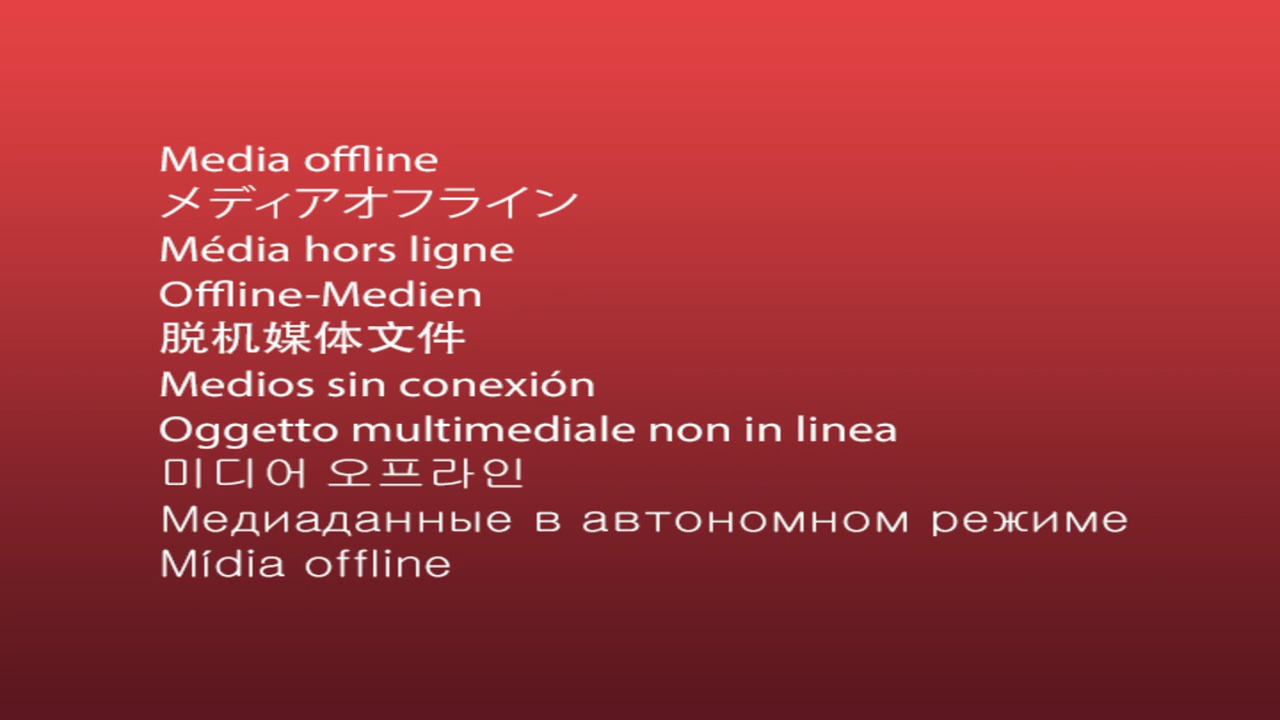 Media offline
メディアオフライン
Média hors ligne
Offline-Medien
脱机媒体文件
Medios sin conexión
Oggetto multimediale non in linea
미디어 오프라인
Медиаданные в автономном режиме
Mídia offline